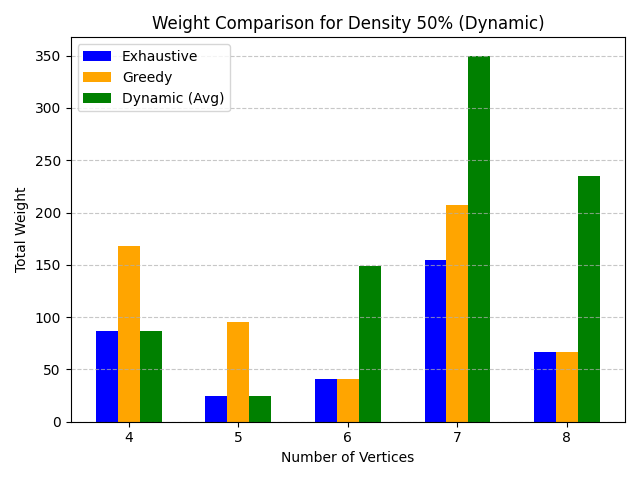 Weight Comparison for Density 50% (Dynamic)
Exhaustive
Greedy
Dynamic (Avg)
Total Weight
350
300
250
200
150
100
50
0
4 5 6 7 8
Number of Vertices